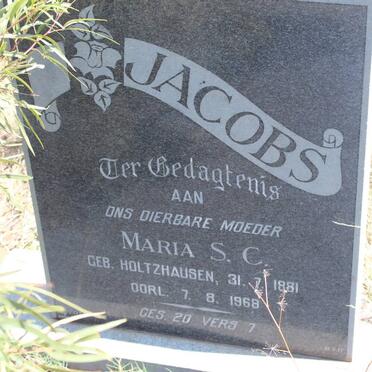 JACOBS
Ter Gedagtenis
AAN
ONS DIERBARE MOEDER
MARIA S. C.
GEB. HOLTZHAUSEN, 31. 7. 1881
OORL. 7. 8. 1968
GES. 20 VERS 7